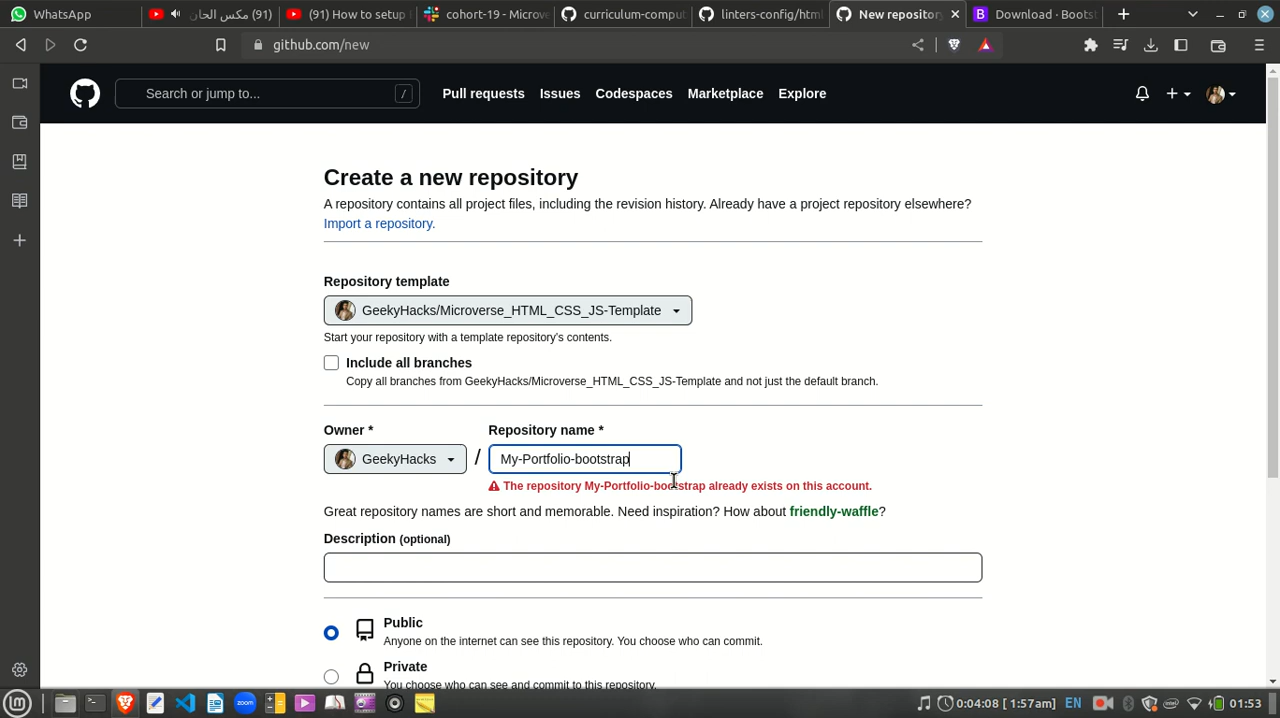 WhatsApp
(91) مكس الحان
(91) How to setup
cohort-19 - Microve
curriculum-comput
linters-config/html
New repository
Download · Bootst
github.com/new
Search or jump to...
/
Pull requests
Issues
Codespaces
Marketplace
Explore
Create a new repository
A repository contains all project files, including the revision history. Already have a project repository elsewhere?
Import a repository.
Repository template
GeekyHacks/Microverse_HTML_CSS_JS-Template
Start your repository with a template repository's contents.
Include all branches
Copy all branches from GeekyHacks/Microverse_HTML_CSS_JS-Template and not just the default branch.
Owner *
Repository name *
GeekyHacks
/
My-Portfolio-bootstrap
The repository My-Portfolio-bootstrap already exists on this account.
Great repository names are short and memorable. Need inspiration? How about friendly-waffle?
Description (optional)
Public
Anyone on the internet can see this repository. You choose who can commit.
Private
You choose who can see and commit to this repository.
zoom
0:04:08 [ 1:57am]
EN
01:53